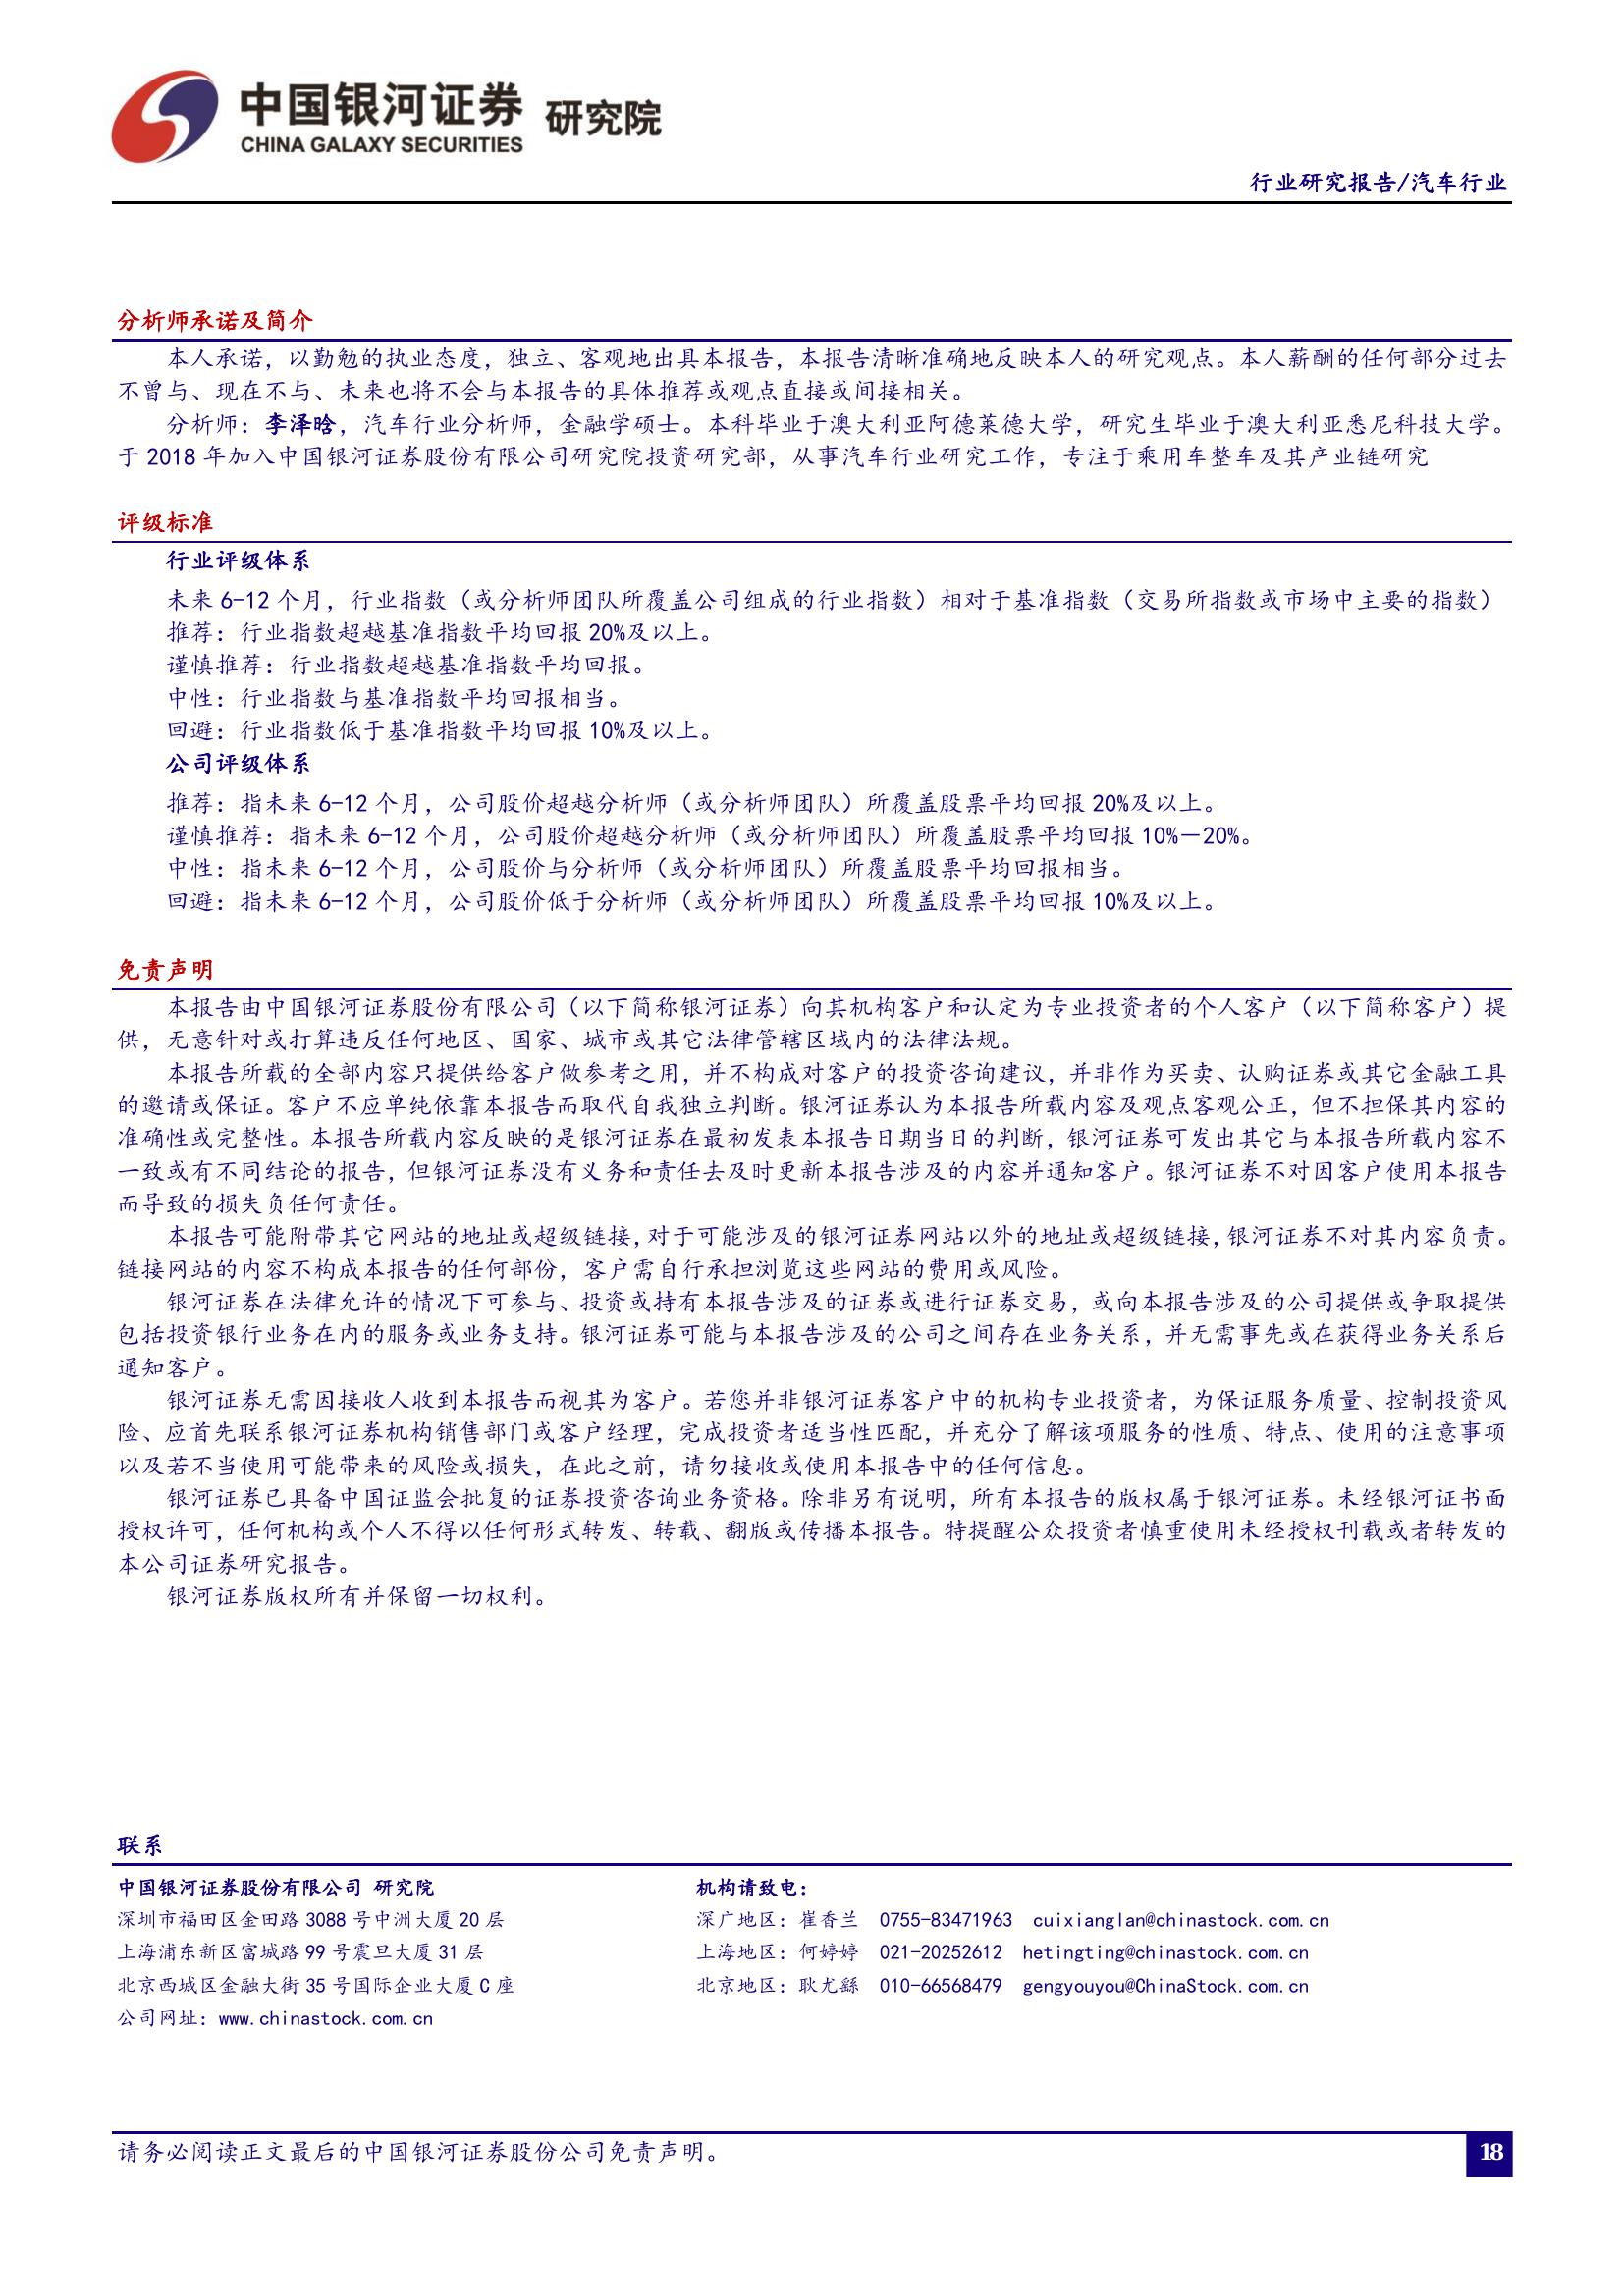 中国银河证券 研究院
CHINA GALAXY SECURITIES
行业研究报告/汽车行业
分析师承诺及简介
本人承诺，以勤勉的执业态度，独立、客观地出具本报告，本报告清晰准确地反映本人的研究观点。本人薪酬的任何部分过去
不曾与、现在不与、未来也将不会与本报告的具体推荐或观点直接或间接相关。
分析师：李泽晗，汽车行业分析师，金融学硕士。本科毕业于澳大利亚阿德莱德大学，研究生毕业于澳大利亚悉尼科技大学。
于 2018 年加入中国银河证券股份有限公司研究院投资研究部，从事汽车行业研究工作，专注于乘用车整车及其产业链研究
评级标准
行业评级体系
未来 6-12 个月，行业指数（或分析师团队所覆盖公司组成的行业指数）相对于基准指数（交易所指数或市场中主要的指数）
推荐：行业指数超越基准指数平均回报 20%及以上。
谨慎推荐：行业指数超越基准指数平均回报。
中性：行业指数与基准指数平均回报相当。
回避：行业指数低于基准指数平均回报 10%及以上。
公司评级体系
推荐：指未来 6-12 个月，公司股价超越分析师（或分析师团队）所覆盖股票平均回报 20%及以上。
谨慎推荐：指未来 6-12 个月，公司股价超越分析师（或分析师团队）所覆盖股票平均回报 10%－20%。
中性：指未来 6-12 个月，公司股价与分析师（或分析师团队）所覆盖股票平均回报相当。
回避：指未来 6-12 个月，公司股价低于分析师（或分析师团队）所覆盖股票平均回报 10%及以上。
免责声明
本报告由中国银河证券股份有限公司（以下简称银河证券）向其机构客户和认定为专业投资者的个人客户（以下简称客户）提
供，无意针对或打算违反任何地区、国家、城市或其它法律管辖区域内的法律法规。
本报告所载的全部内容只提供给客户做参考之用，并不构成对客户的投资咨询建议，并非作为买卖、认购证券或其它金融工具
的邀请或保证。客户不应单纯依靠本报告而取代自我独立判断。银河证券认为本报告所载内容及观点客观公正，但不担保其内容的
准确性或完整性。本报告所载内容反映的是银河证券在最初发表本报告日期当日的判断，银河证券可发出其它与本报告所载内容不
一致或有不同结论的报告，但银河证券没有义务和责任去及时更新本报告涉及的内容并通知客户。银河证券不对因客户使用本报告
而导致的损失负任何责任。
本报告可能附带其它网站的地址或超级链接，对于可能涉及的银河证券网站以外的地址或超级链接，银河证券不对其内容负责。
链接网站的内容不构成本报告的任何部份，客户需自行承担浏览这些网站的费用或风险。
银河证券在法律允许的情况下可参与、投资或持有本报告涉及的证券或进行证券交易，或向本报告涉及的公司提供或争取提供
包括投资银行业务在内的服务或业务支持。银河证券可能与本报告涉及的公司之间存在业务关系，并无需事先或在获得业务关系后
通知客户。
银河证券无需因接收人收到本报告而视其为客户。若您并非银河证券客户中的机构专业投资者，为保证服务质量、控制投资风
险、应首先联系银河证券机构销售部门或客户经理，完成投资者适当性匹配，并充分了解该项服务的性质、特点、使用的注意事项
以及若不当使用可能带来的风险或损失，在此之前，请勿接收或使用本报告中的任何信息。
银河证券已具备中国证监会批复的证券投资咨询业务资格。除非另有说明，所有本报告的版权属于银河证券。未经银河证书面
授权许可，任何机构或个人不得以任何形式转发、转载、翻版或传播本报告。特提醒公众投资者慎重使用未经授权刊载或者转发的
本公司证券研究报告。
银河证券版权所有并保留一切权利。
联系
中国银河证券股份有限公司 研究院 机构请致电：
深圳市福田区金田路 3088 号中洲大厦 20 层 深广地区：崔香兰 0755-83471963 cuixianglan@chinastock.com.cn
上海浦东新区富城路 99 号震旦大厦 31 层 上海地区：何婷婷 021-20252612 hetingting@chinastock.com.cn
北京西城区金融大街 35 号国际企业大厦 C 座 北京地区：耿尤繇 010-66568479 gengyouyou@ChinaStock.com.cn
公司网址：www.chinastock.com.cn
请务必阅读正文最后的中国银河证券股份公司免责声明。 18